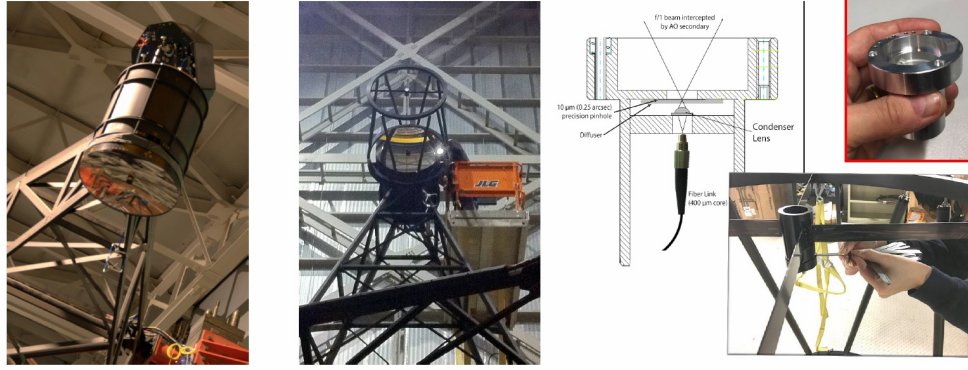 f/1 beam intercepted
by AO secondary
10 µm (0.25 arcsec)
precision pinhole
Diffuser
Condenser
Lens
Fiber Link
(400 µm core)
JLG